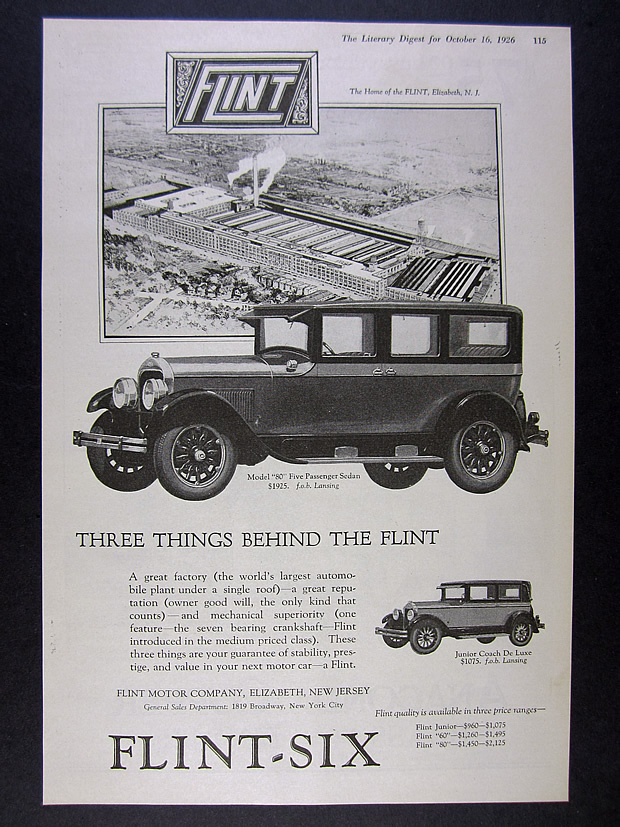 The Literary Digest for October 16, 1926 115
FLINT
The Home of the FLINT, Elizabeth, N. J.
Model "80" Five Passenger Sedan
$1925. f.o.b. Lansing
THREE THINGS BEHIND THE FLINT
A great factory (the world's largest automo-
bile plant under a single roof)—a great repu-
tation (owner good will, the only kind that
counts)—and mechanical superiority (one
feature—the seven bearing crankshaft—Flint
introduced in the medium priced class). These
three things are your guarantee of stability, pres-
tige, and value in your next motor car—a Flint.
Junior Coach De Luxe
$1075. f.o.b. Lansing
FLINT MOTOR COMPANY, ELIZABETH, NEW JERSEY
General Sales Department: 1819 Broadway, New York City
Flint quality is available in three price ranges—
Flint Junior—$960—$1,075
Flint "60"—$1,260—$1,495
Flint "80"—$1,450—$2,125
FLINT-SIX